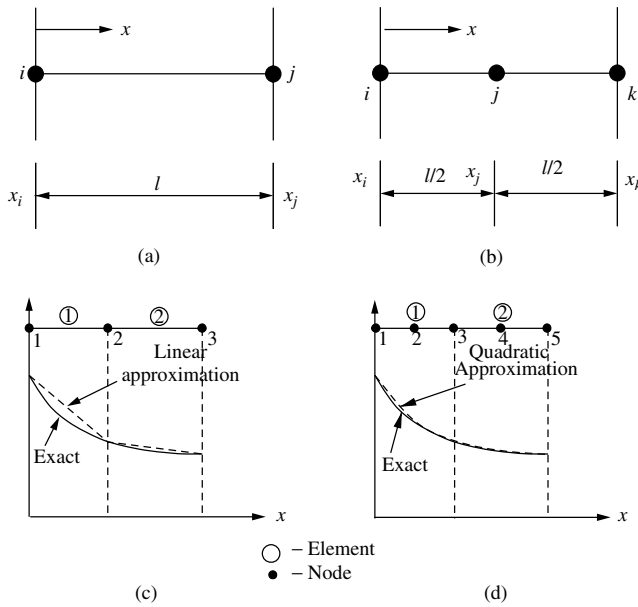 x
i
j
x_i
l
x_j
(a)
x
i
j
k
x_i
l/2
x_j
l/2
(b)
1
2
1
2
3
Linear
approximation
Exact
x
(c)
1
2
1
2
3
4
5
Quadratic
Approximation
Exact
x
(d)
– Element
– Node